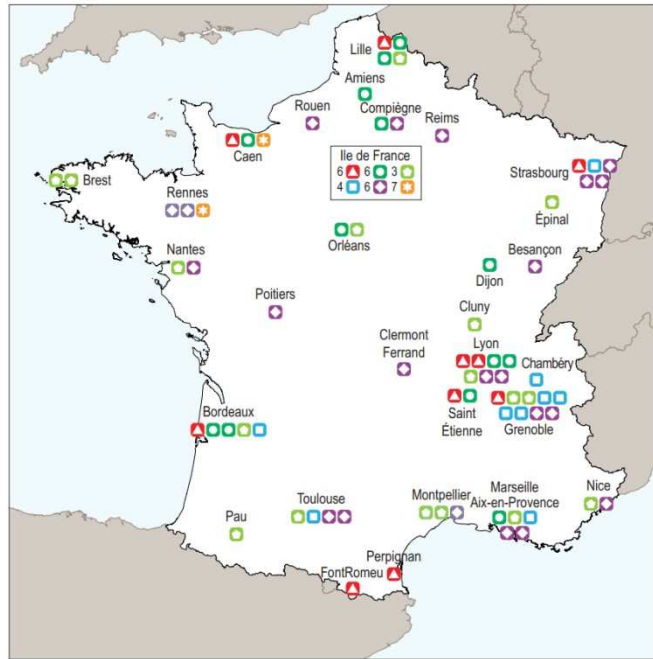 Lille
Amiens
Rouen
Compiègne
Reims
Caen
Ile de France
6 6 3
4 6 7
Strasbourg
Brest
Rennes
Épinal
Orléans
Nantes
Besançon
Dijon
Poitiers
Cluny
Clermont
Ferrand
Lyon
Chambéry
Saint
Étienne
Grenoble
Bordeaux
Toulouse
Montpellier
Marseille
Aix-en-Provence
Nice
Pau
Perpignan
FontRomeu